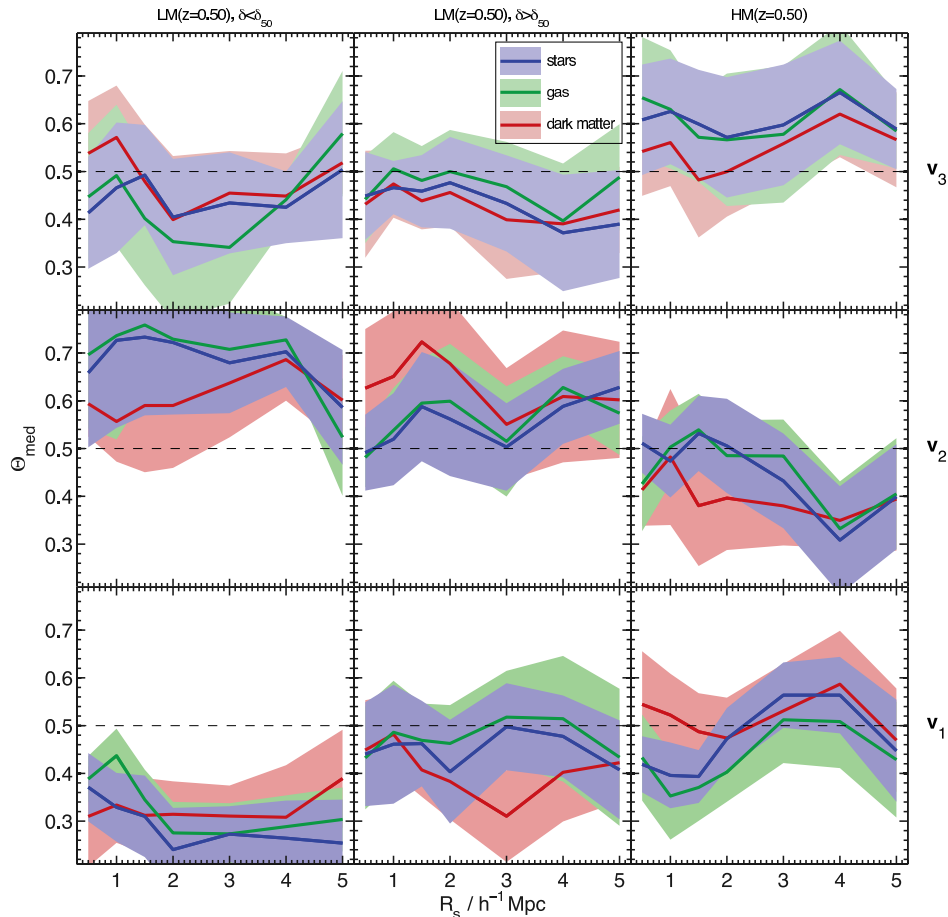 LM(z=0.50), δ<δ50
LM(z=0.50), δ>δ50
HM(z=0.50)
stars
gas
dark matter
0.7
0.6
0.5
0.4
0.3
v3
0.7
0.6
0.5
0.4
0.3
Θmed
v2
0.7
0.6
0.5
0.4
0.3
v1
1 2 3 4 5
1 2 3 4 5
1 2 3 4 5
Rs / h-1 Mpc